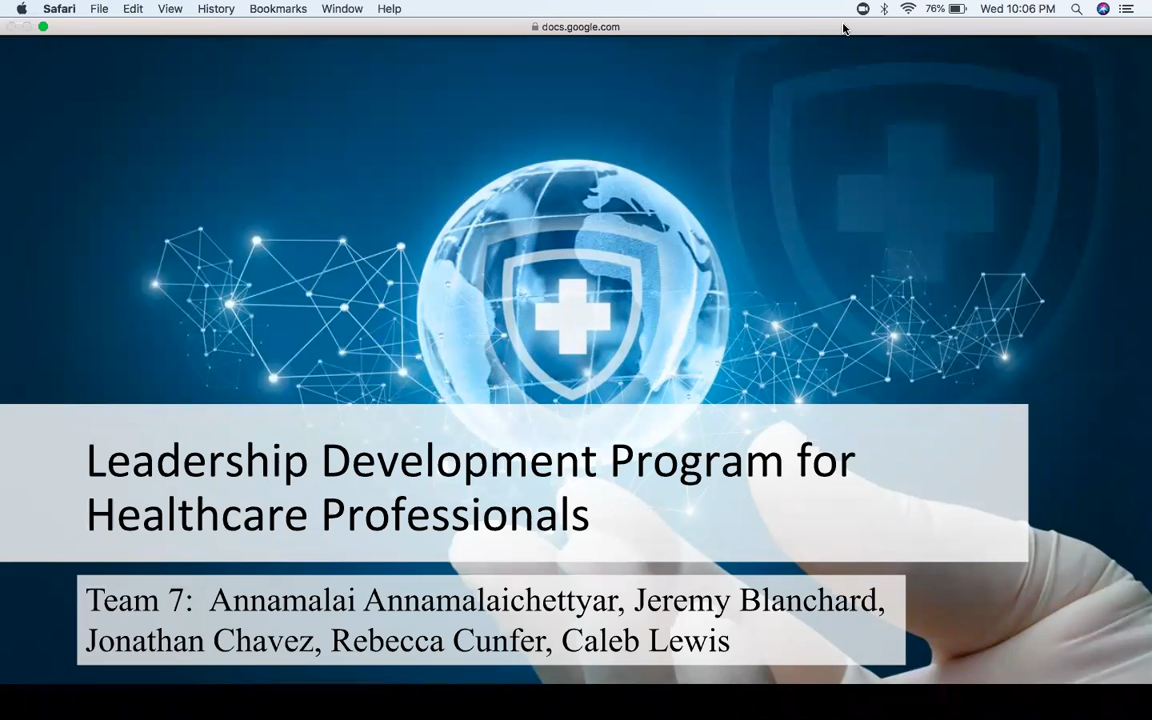 Safari File Edit View History Bookmarks Window Help 76% Wed 10:06 PM
docs.google.com
Leadership Development Program for
Healthcare Professionals
Team 7: Annamalai Annamalaichettyar, Jeremy Blanchard,
Jonathan Chavez, Rebecca Cunfer, Caleb Lewis